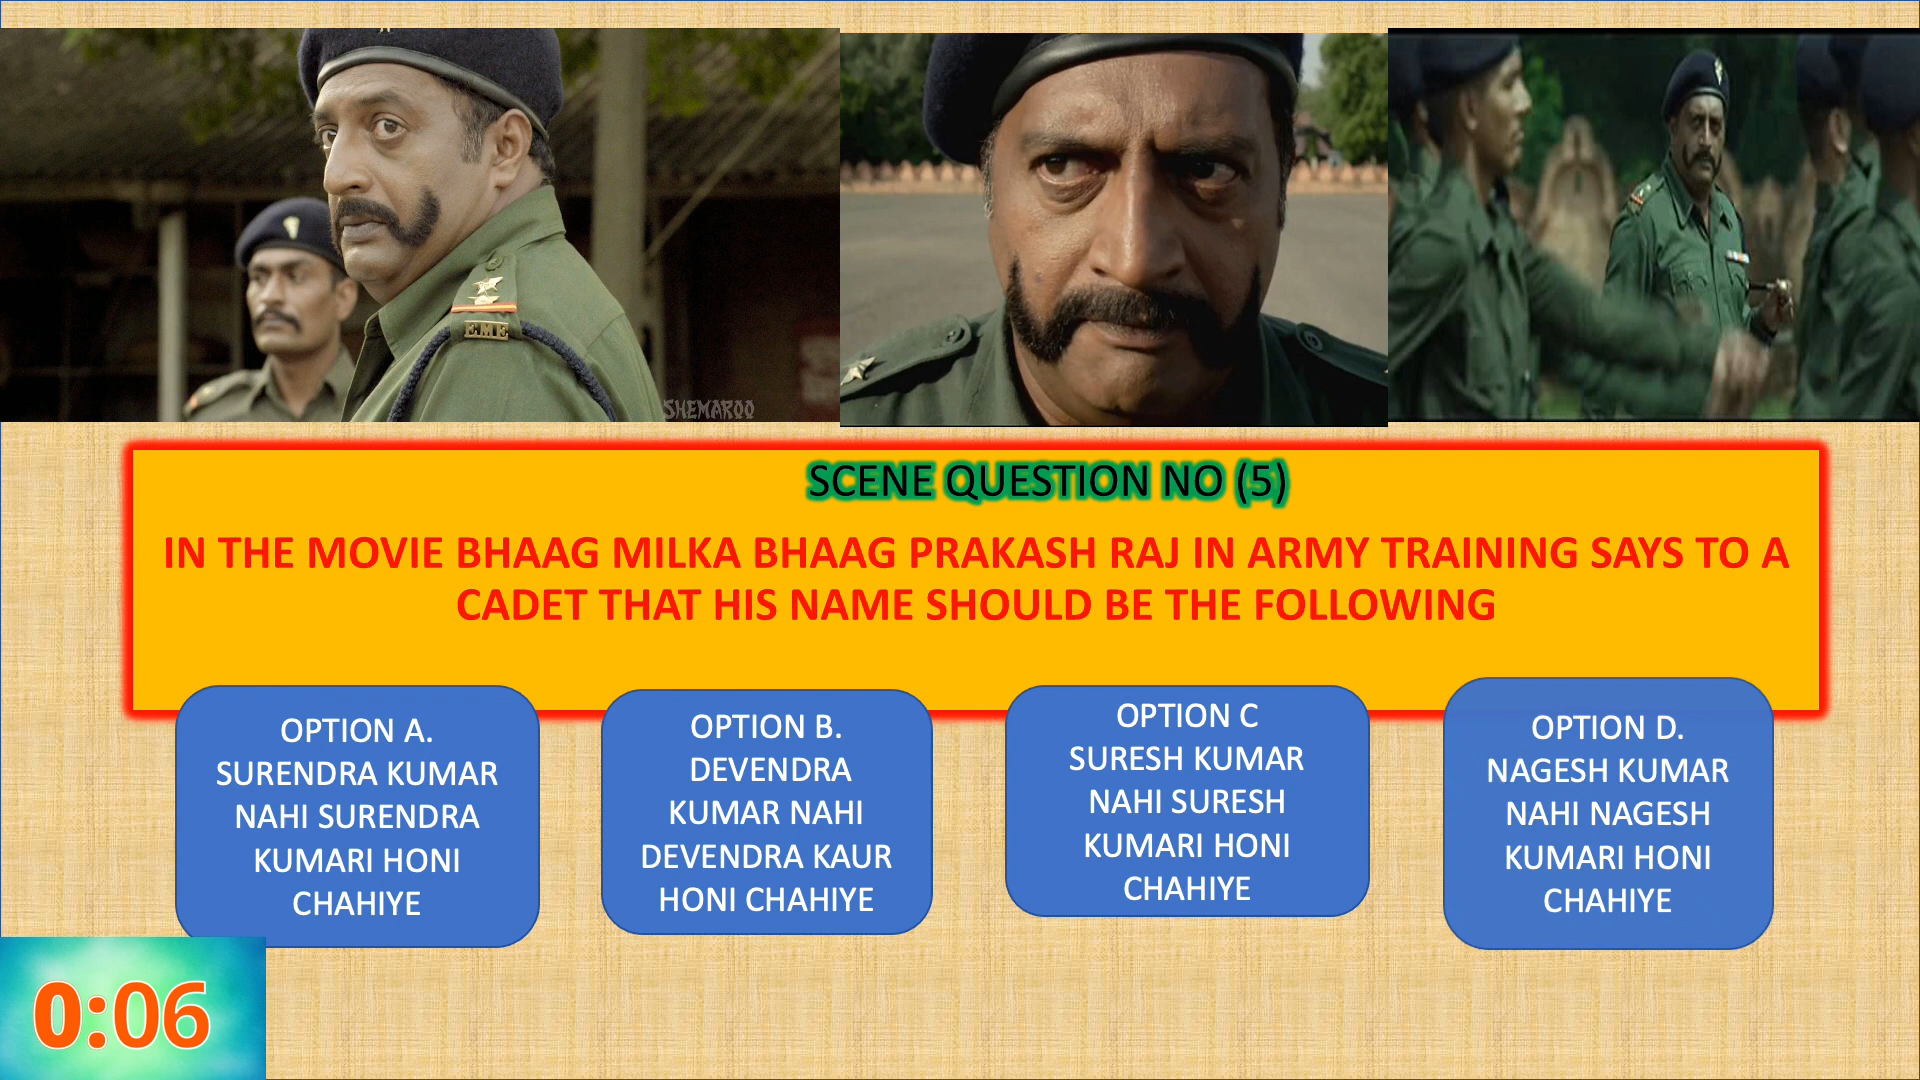 EME
SHEMAROO
SCENE QUESTION NO (5)
IN THE MOVIE BHAAG MILKA BHAAG PRAKASH RAJ IN ARMY TRAINING SAYS TO A
CADET THAT HIS NAME SHOULD BE THE FOLLOWING
OPTION A.
SURENDRA KUMAR
NAHI SURENDRA
KUMARI HONI
CHAHIYE
OPTION B.
DEVENDRA
KUMAR NAHI
DEVENDRA KAUR
HONI CHAHIYE
OPTION C
SURESH KUMAR
NAHI SURESH
KUMARI HONI
CHAHIYE
OPTION D.
NAGESH KUMAR
NAHI NAGESH
KUMARI HONI
CHAHIYE
0:06